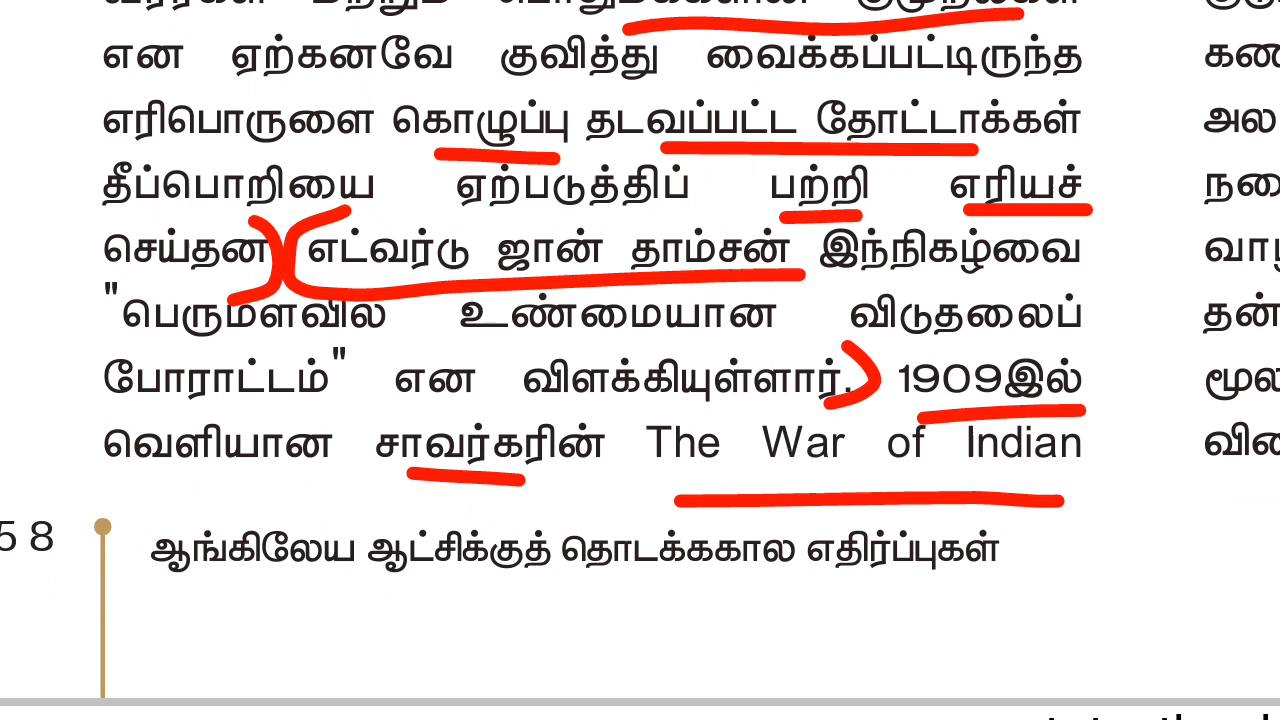 என ஏற்கனவே குவித்து வைக்கப்பட்டிருந்த
எரிபொருளை கொழுப்பு தடவப்பட்ட தோட்டாக்கள்
தீப்பொறியை ஏற்படுத்திப் பற்றி எரியச்
செய்தன எட்வர்டு ஜான் தாம்சன் இந்நிகழ்வை
"பெருமளவில் உண்மையான விடுதலைப்
போராட்டம்" என விளக்கியுள்ளார். 1909இல்
வெளியான சாவர்கரின் The War of Indian
58 ஆங்கிலேய ஆட்சிக்குத் தொடக்ககால எதிர்ப்புகள்